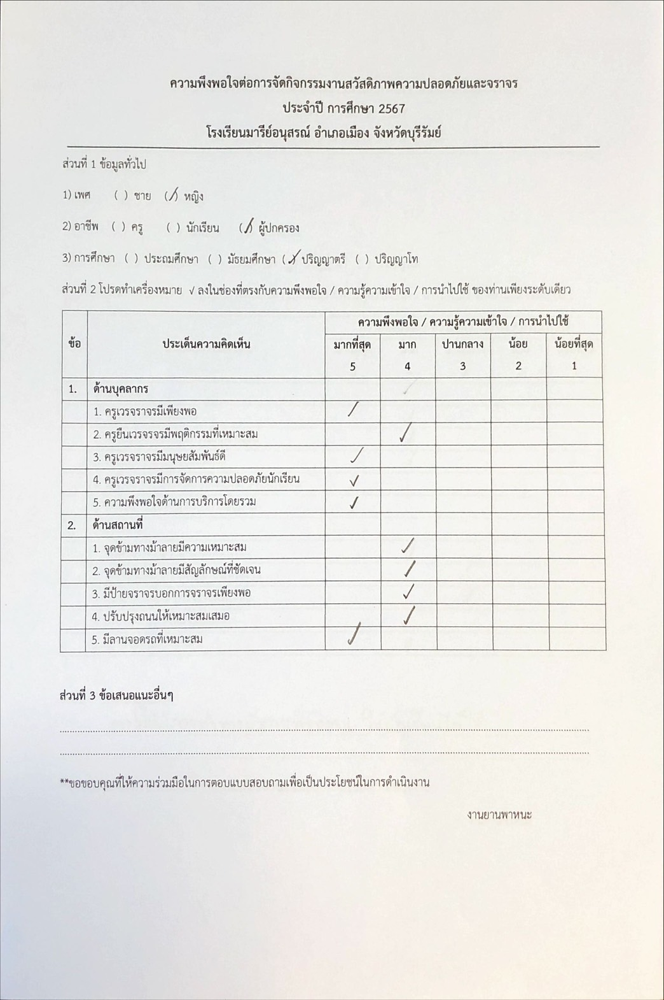 ความพึงพอใจต่อการจัดกิจกรรมงานสวัสดิภาพความปลอดภัยและจราจร
ประจำปี การศึกษา 2567
โรงเรียนมารีย์อนุสรณ์ อำเภอเมือง จังหวัดบุรีรัมย์
ส่วนที่ 1 ข้อมูลทั่วไป
1) เพศ ( ) ชาย (/) หญิง
2) อาชีพ ( ) ครู ( ) นักเรียน (/) ผู้ปกครอง
3) การศึกษา ( ) ประถมศึกษา ( ) มัธยมศึกษา (/) ปริญญาตรี ( ) ปริญญาโท
ส่วนที่ 2 โปรดทำเครื่องหมาย √ ลงในช่องที่ตรงกับความพึงพอใจ / ความรู้ความเข้าใจ / การนำไปใช้ ของท่านเพียงระดับเดียว
ข้อ ประเด็นความคิดเห็น ความพึงพอใจ / ความรู้ความเข้าใจ / การนำไปใช้
มากที่สุด มาก ปานกลาง น้อย น้อยที่สุด
5 4 3 2 1
1. ด้านบุคลากร
1. ครูเวรจราจรมีเพียงพอ /
2. ครูยืนเวรจรจรมีพฤติกรรมที่เหมาะสม ✓
3. ครูเวรจราจรมีมนุษยสัมพันธ์ดี ✓
4. ครูเวรจราจรมีการจัดการความปลอดภัยนักเรียน ✓
5. ความพึงพอใจด้านการบริการโดยรวม ✓
2. ด้านสถานที่
1. จุดข้ามทางม้าลายมีความเหมาะสม ✓
2. จุดข้ามทางม้าลายมีสัญลักษณ์ที่ชัดเจน ✓
3. มีป้ายจราจรบอกการจราจรเพียงพอ ✓
4. ปรับปรุงถนนให้เหมาะสมเสมอ ✓
5. มีลานจอดรถที่เหมาะสม ✓
ส่วนที่ 3 ข้อเสนอแนะอื่นๆ
**ขอขอบคุณที่ให้ความร่วมมือในการตอบแบบสอบถามเพื่อเป็นประโยชน์ในการดำเนินงาน
งานยานพาหนะ